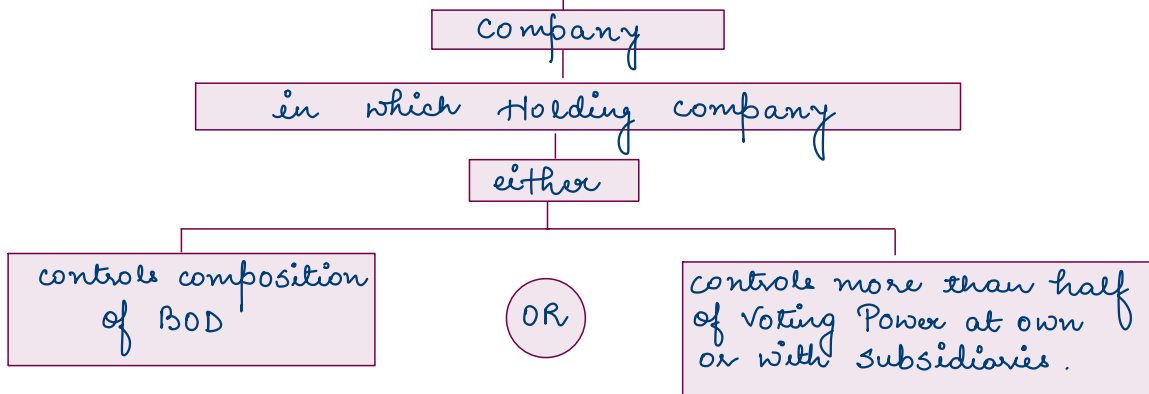 Company
in which Holding company
either
controls composition
of BOD
OR
controls more than half
of Voting Power at own
or with subsidiaries.